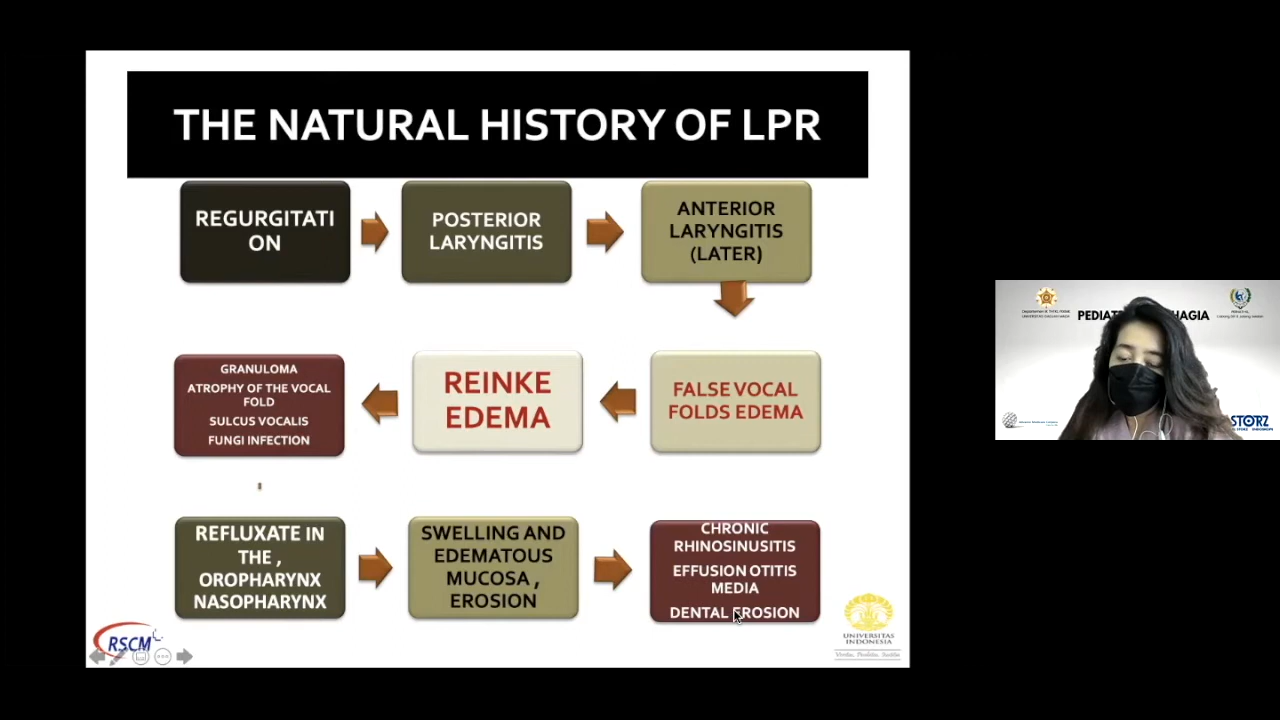 THE NATURAL HISTORY OF LPR
REGURGITATI
ON
POSTERIOR
LARYNGITIS
ANTERIOR
LARYNGITIS
(LATER)
GRANULOMA
ATROPHY OF THE VOCAL
FOLD
SULCUS VOCALIS
FUNGI INFECTION
REINKE
EDEMA
FALSE VOCAL
FOLDS EDEMA
REFLUXATE IN
THE ,
OROPHARYNX
NASOPHARYNX
SWELLING AND
EDEMATOUS
MUCOSA ,
EROSION
CHRONIC
RHINOSINUSITIS
EFFUSION OTITIS
MEDIA
DENTAL EROSION
RSCM
UNIVERSITAS
INDONESIA
PEDIAT
HAGIA
STORZ